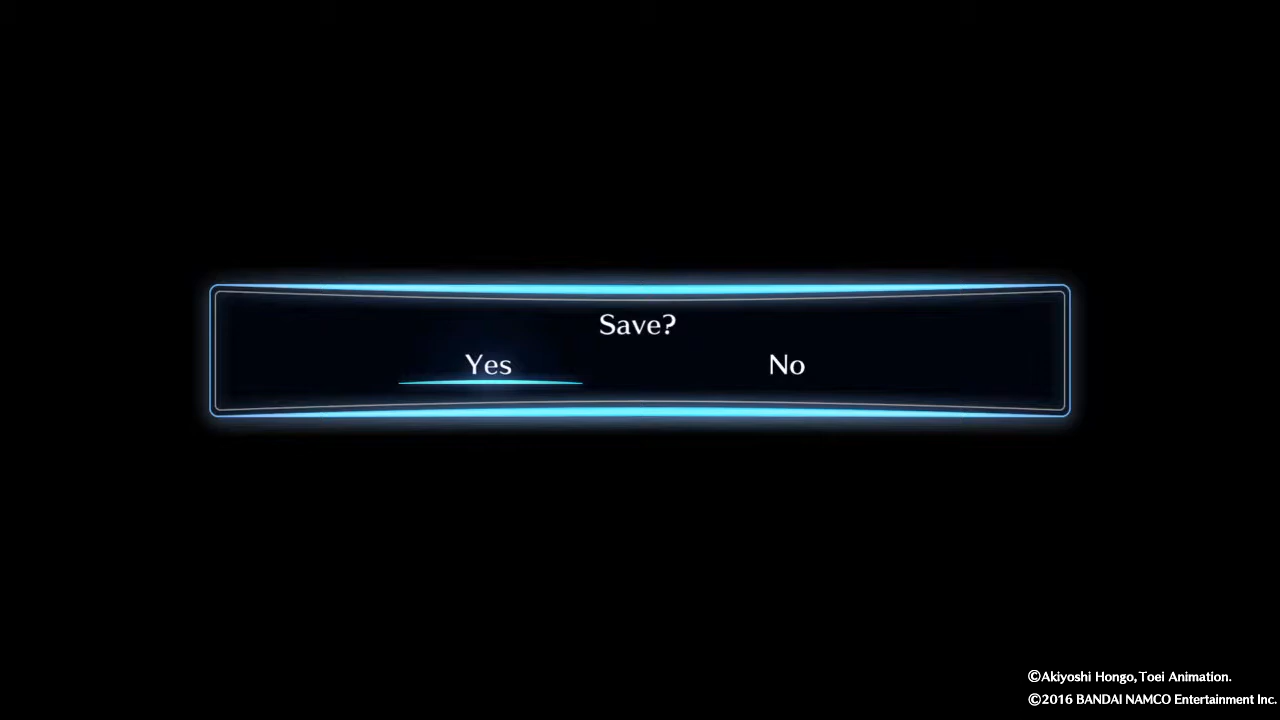 Save?
Yes No
©Akiyoshi Hongo, Toei Animation.
©2016 BANDAI NAMCO Entertainment Inc.